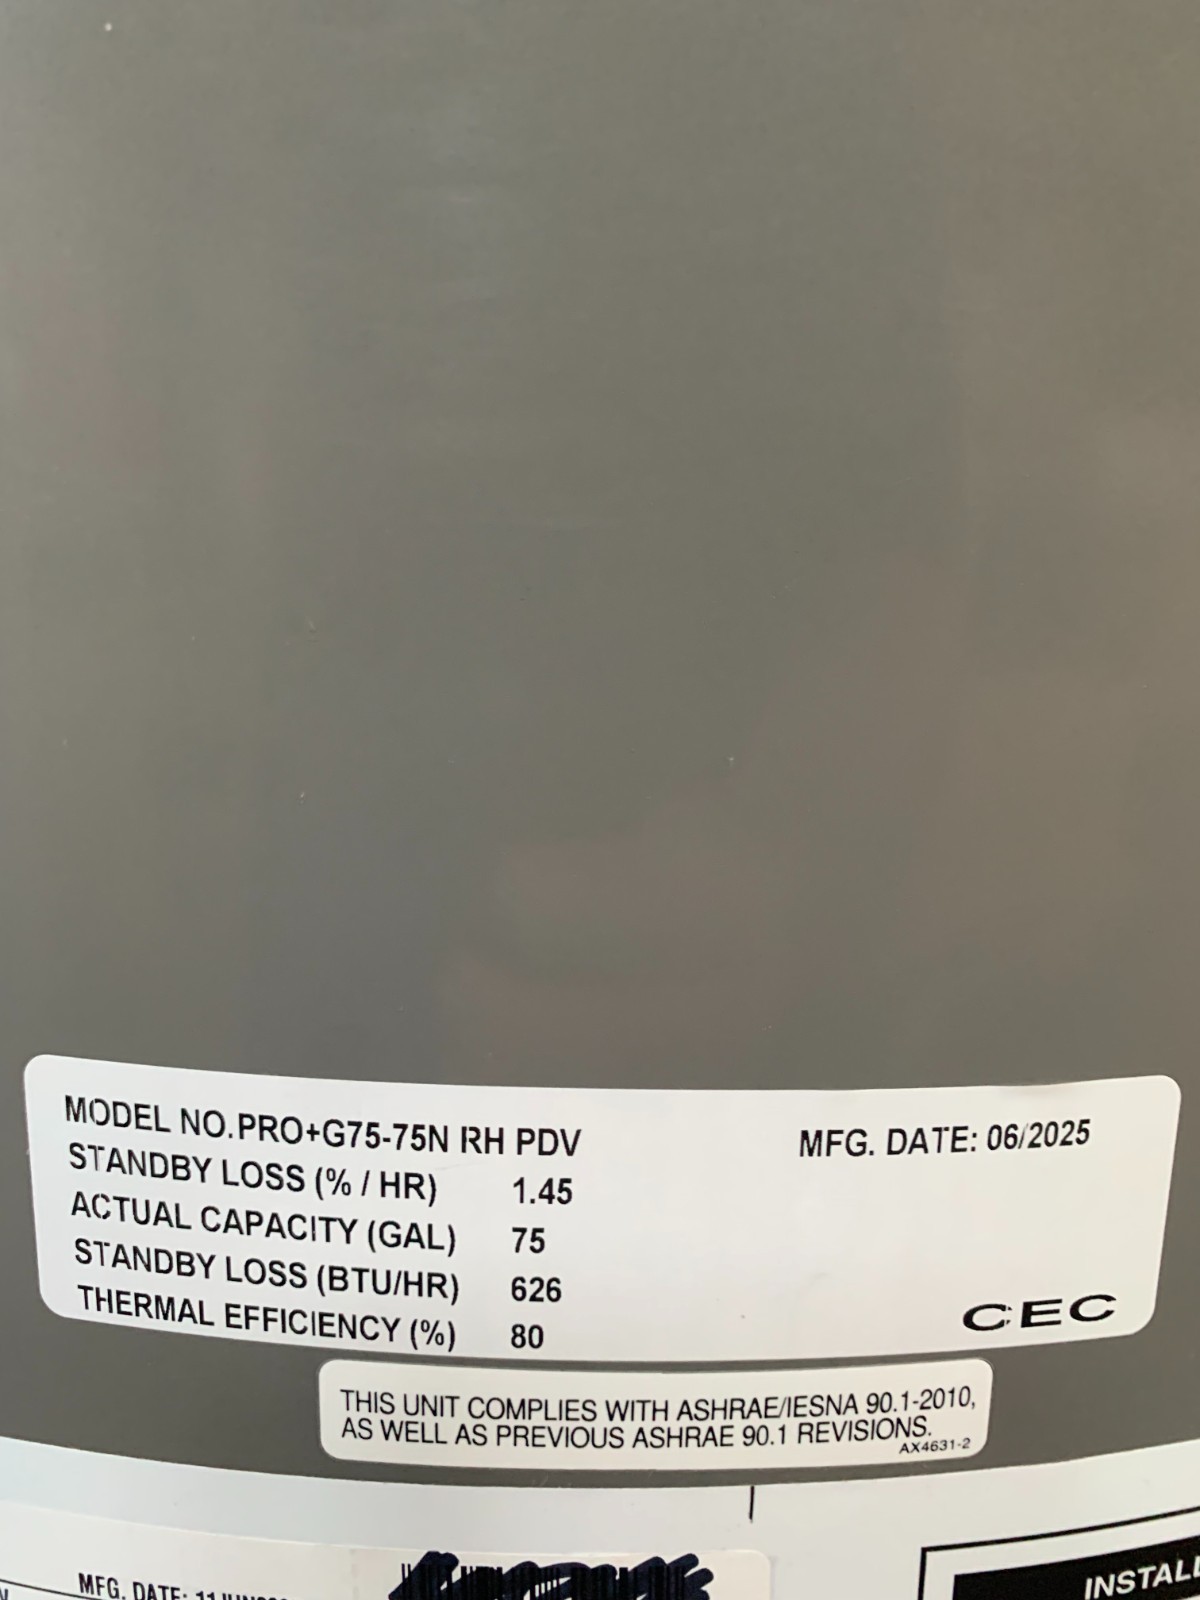 MODEL NO.PRO+G75-75N RH PDV
MFG. DATE: 06/2025
STANDBY LOSS (% / HR) 1.45
ACTUAL CAPACITY (GAL) 75
STANDBY LOSS (BTU/HR) 626
THERMAL EFFICIENCY (%) 80
CEC
THIS UNIT COMPLIES WITH ASHRAE/IESNA 90.1-2010,
AS WELL AS PREVIOUS ASHRAE 90.1 REVISIONS.
AX4631-2
MFG. DATE: